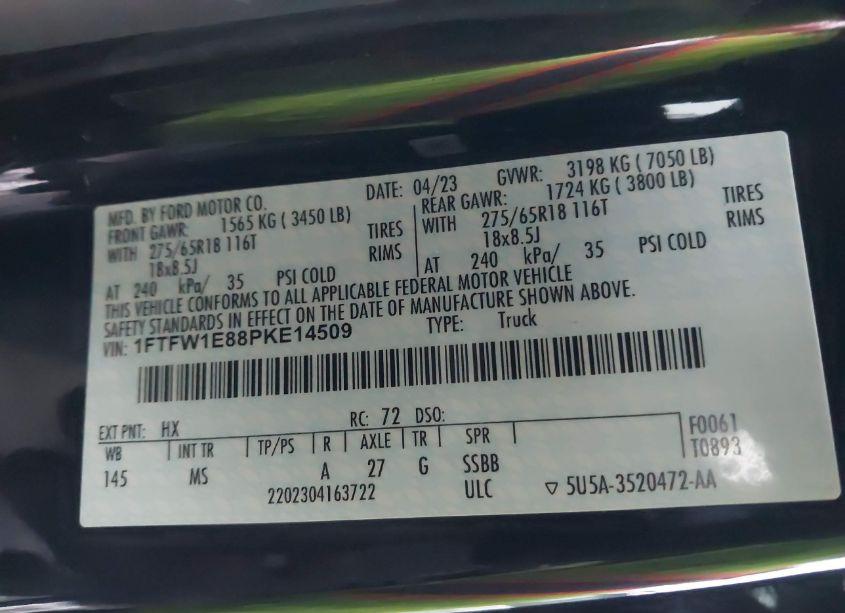 MFD. BY FORD MOTOR CO.
DATE: 04/23
GVWR: 3198 KG ( 7050 LB)
FRONT GAWR: 1565 KG ( 3450 LB)
WITH 275/65R18 116T TIRES
18x8.5J RIMS
AT 240 kPa/ 35 PSI COLD
REAR GAWR: 1724 KG ( 3800 LB)
WITH 275/65R18 116T TIRES
18x8.5J RIMS
AT 240 kPa/ 35 PSI COLD
THIS VEHICLE CONFORMS TO ALL APPLICABLE FEDERAL MOTOR VEHICLE
SAFETY STANDARDS IN EFFECT ON THE DATE OF MANUFACTURE SHOWN ABOVE.
VIN: 1FTFW1E88PKE14509
TYPE: Truck
EXT PNT: HX RC: 72 DSO:
WB INT TR TP/PS R AXLE TR SPR
145 MS A 27 G SSBB
F0061
T0893
2202304163722 ULC ▽ 5U5A-3520472-AA